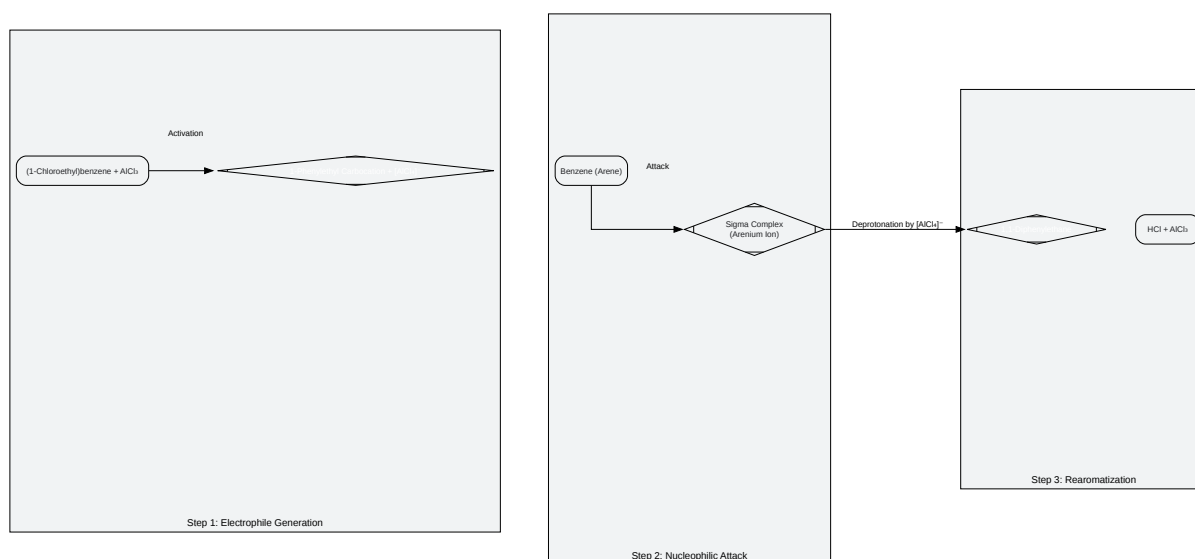 Activation
(1-Chloroethyl)benzene + AlCl₃
Step 1: Electrophile Generation
Benzene (Arene)
Attack
Sigma Complex
(Arenium Ion)
Deprotonation by [AlCl₄]⁻
Step 2: Nucleophilic Attack
HCl + AlCl₃
Step 3: Rearomatization